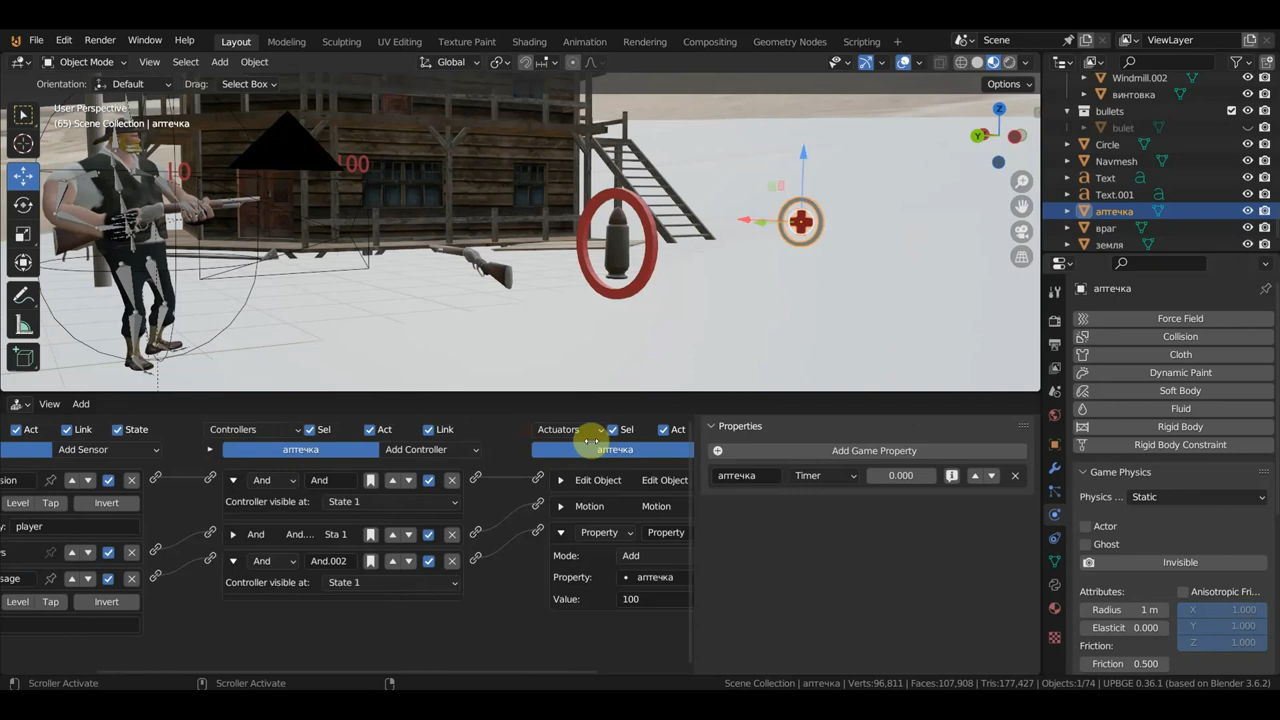 File Edit Render Window Help Layout Modeling Sculpting UV Editing Texture Paint Shading Animation Rendering Compositing Geometry Nodes Scripting + Scene ViewLayer
Object Mode View Select Add Object Global
Orientation: Default Drag: Select Box Options
User Perspective
(65) Scene Collection | аптечка
100
Z
Y
Windmill.002
винтовка
bullets
bulet
Circle
Navmesh
Text
Text.001
аптечка
враг
земля
View Add
Act Link State Controllers Sel Act Link Actuators Sel Act
Add Sensor аптечка Add Controller аптечка
And And Edit Object Edit Object
Level Tap Invert Controller visible at: State 1 Motion Motion
player
And And... Sta 1 Property Property
And And.002 Mode: Add
Controller visible at: State 1 Property: аптечка
Level Tap Invert Value: 100
Properties
Add Game Property
аптечка Timer 0.000
аптечка
Force Field
Collision
Cloth
Dynamic Paint
Soft Body
Fluid
Rigid Body
Rigid Body Constraint
Game Physics
Physics ... Static
Actor
Ghost
Invisible
Attributes: Anisotropic Fri...
Radius 1 m X 1.000
Elasticit 0.000 Y 1.000
Friction: Z 1.000
Friction 0.500
Scroller Activate Scroller Activate Scene Collection | аптечка | Verts:96,811 | Faces:107,908 | Tris:177,427 | Objects:1/74 | UPBGE 0.36.1 (based on Blender 3.6.2)